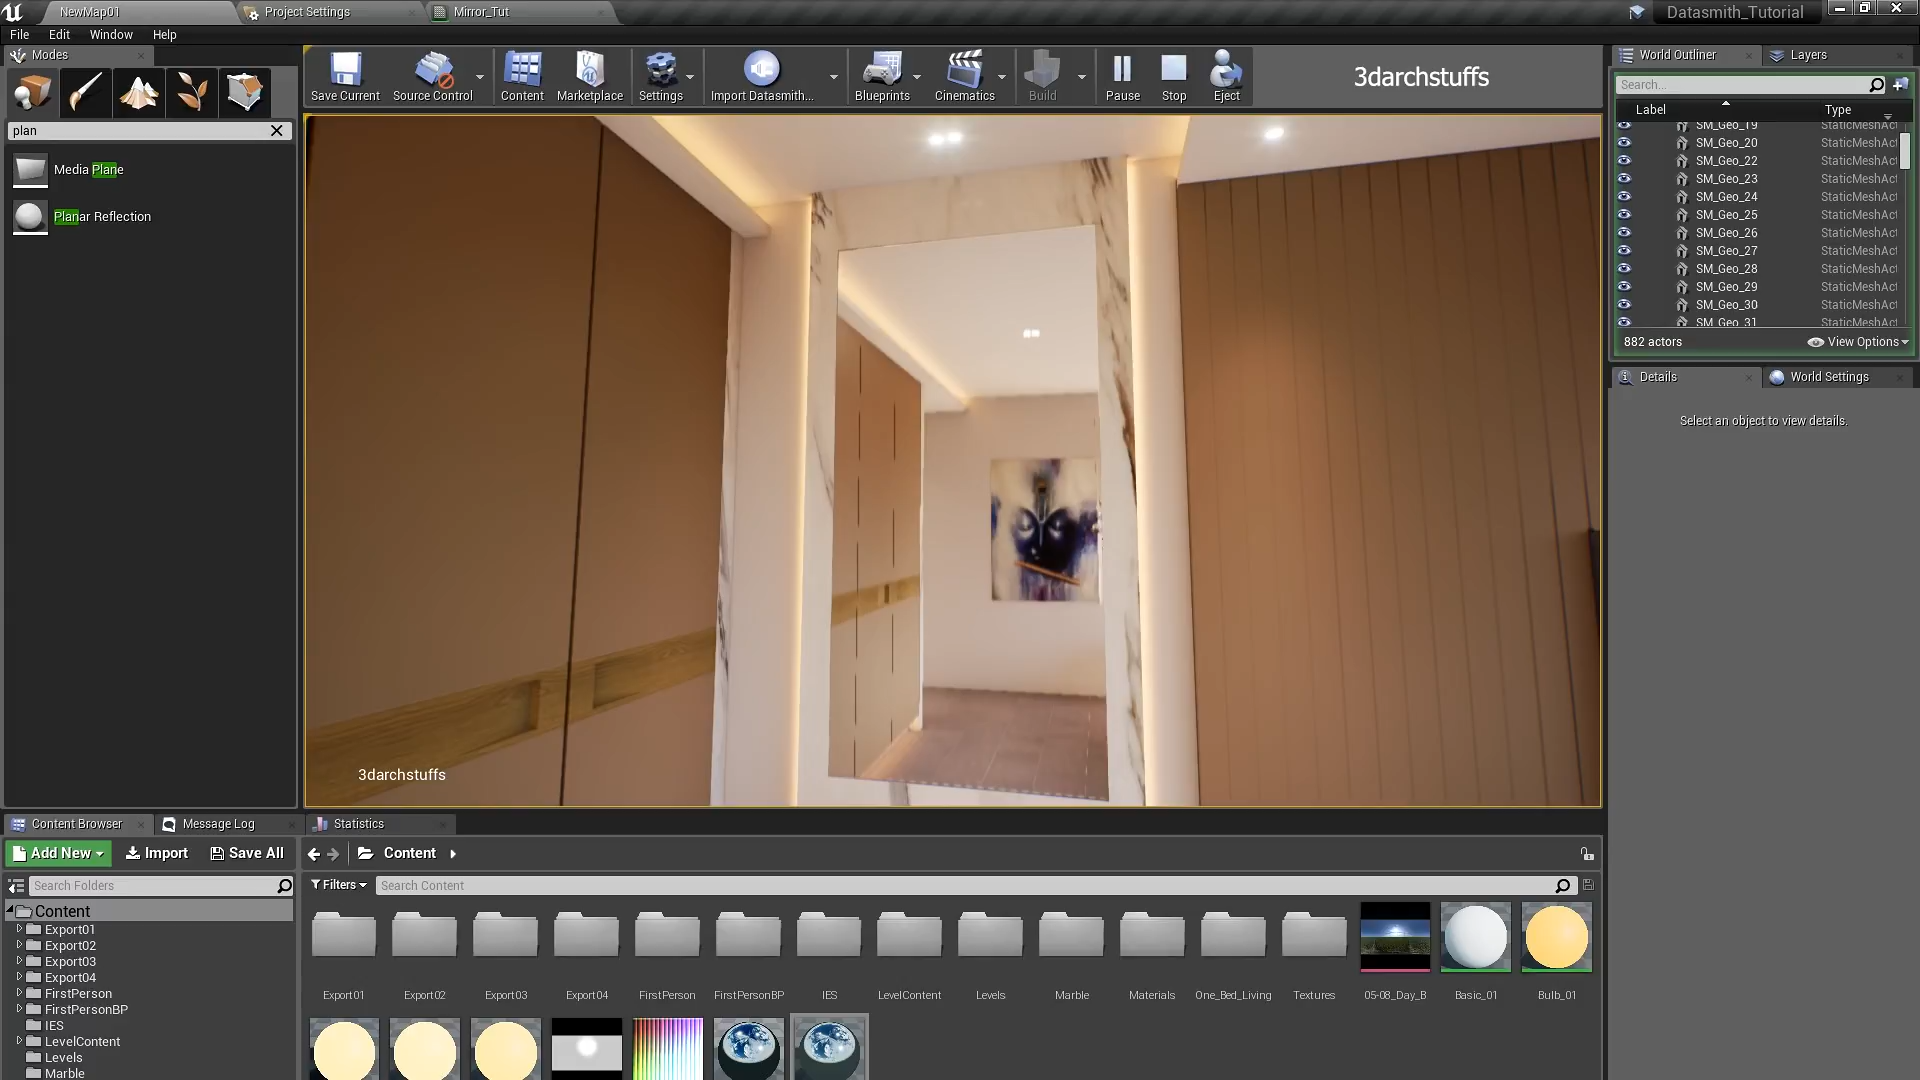 NewMap01
Project Settings
Mirror_Tut
Datasmith_Tutorial
File Edit Window Help
Modes
plan
Media Plane
Planar Reflection
Save Current
Source Control
Content
Marketplace
Settings
Import Datasmith...
Blueprints
Cinematics
Build
Pause
Stop
Eject
3darchstuffs
3darchstuffs
World Outliner
Layers
Search...
Label Type
SM_Geo_19 StaticMeshAct
SM_Geo_20 StaticMeshAct
SM_Geo_22 StaticMeshAct
SM_Geo_23 StaticMeshAct
SM_Geo_24 StaticMeshAct
SM_Geo_25 StaticMeshAct
SM_Geo_26 StaticMeshAct
SM_Geo_27 StaticMeshAct
SM_Geo_28 StaticMeshAct
SM_Geo_29 StaticMeshAct
SM_Geo_30 StaticMeshAct
SM_Geo_31 StaticMeshAct
882 actors
View Options
Details
World Settings
Select an object to view details.
Content Browser
Message Log
Statistics
Add New
Import
Save All
Content
Search Folders
Filters
Search Content
Content
Export01
Export02
Export03
Export04
FirstPerson
FirstPersonBP
IES
LevelContent
Levels
Marble
Export01
Export02
Export03
Export04
FirstPerson
FirstPersonBP
IES
LevelContent
Levels
Marble
Materials
One_Bed_Living
Textures
05-08_Day_B
Basic_01
Bulb_01